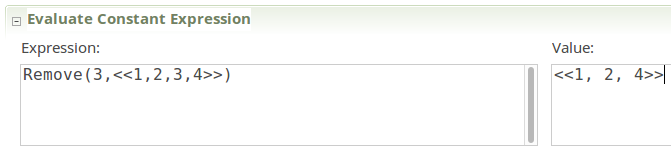 Evaluate Constant Expression
Expression: Value:
Remove(3,<<1,2,3,4>>) <<1, 2, 4>>